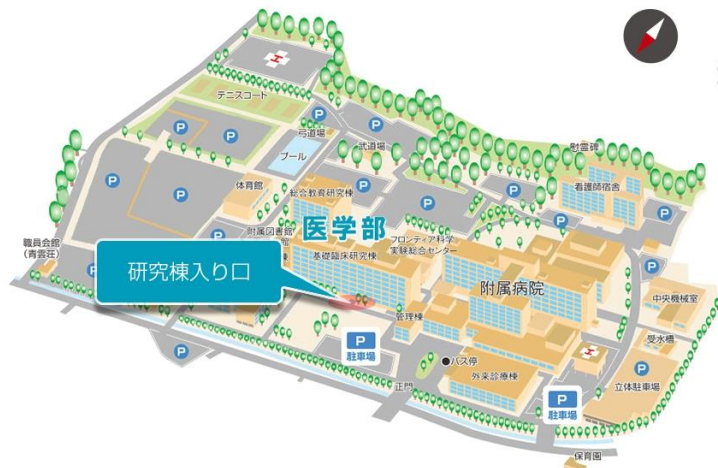 H
テニスコート
P
P
P
P
P
弓道場
武道場
慰霊碑
プール
P
P
P
体育館
総合教育研究棟
看護師宿舎
P
P
P
附属図書館
医学部
フロンティア科学
実験総合センター
職員会館
(青雲荘)
基礎臨床研究棟
研究棟入り口
附属病院
P
中央機械室
管理棟
P
駐車場
受水槽
H
P
P
バス停
正門
外来診療棟
立体駐車場
P
駐車場
保育園